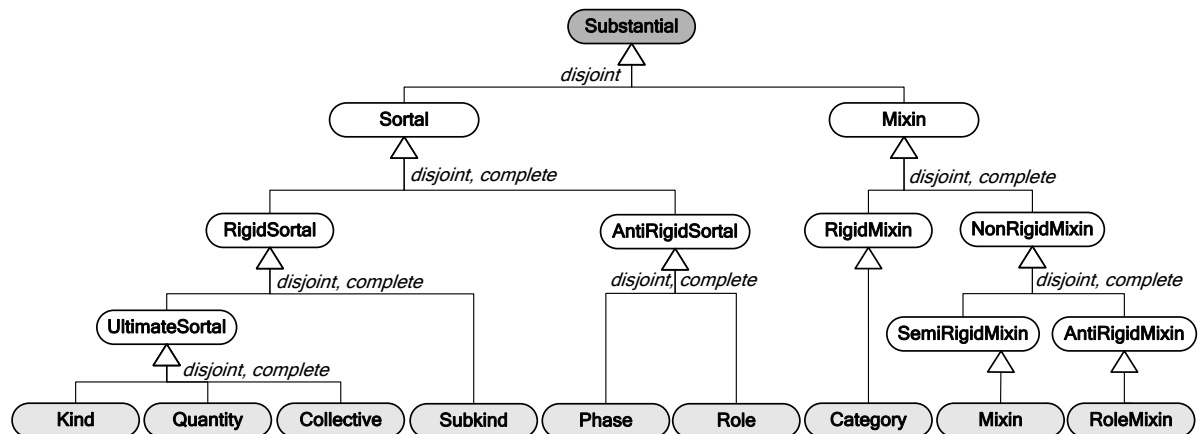 Substantial
disjoint
Sortal
Mixin
disjoint, complete
disjoint, complete
RigidSortal
AntiRigidSortal
RigidMixin
NonRigidMixin
disjoint, complete
disjoint, complete
disjoint, complete
UltimateSortal
SemiRigidMixin
AntiRigidMixin
disjoint, complete
Kind
Quantity
Collective
Subkind
Phase
Role
Category
Mixin
RoleMixin